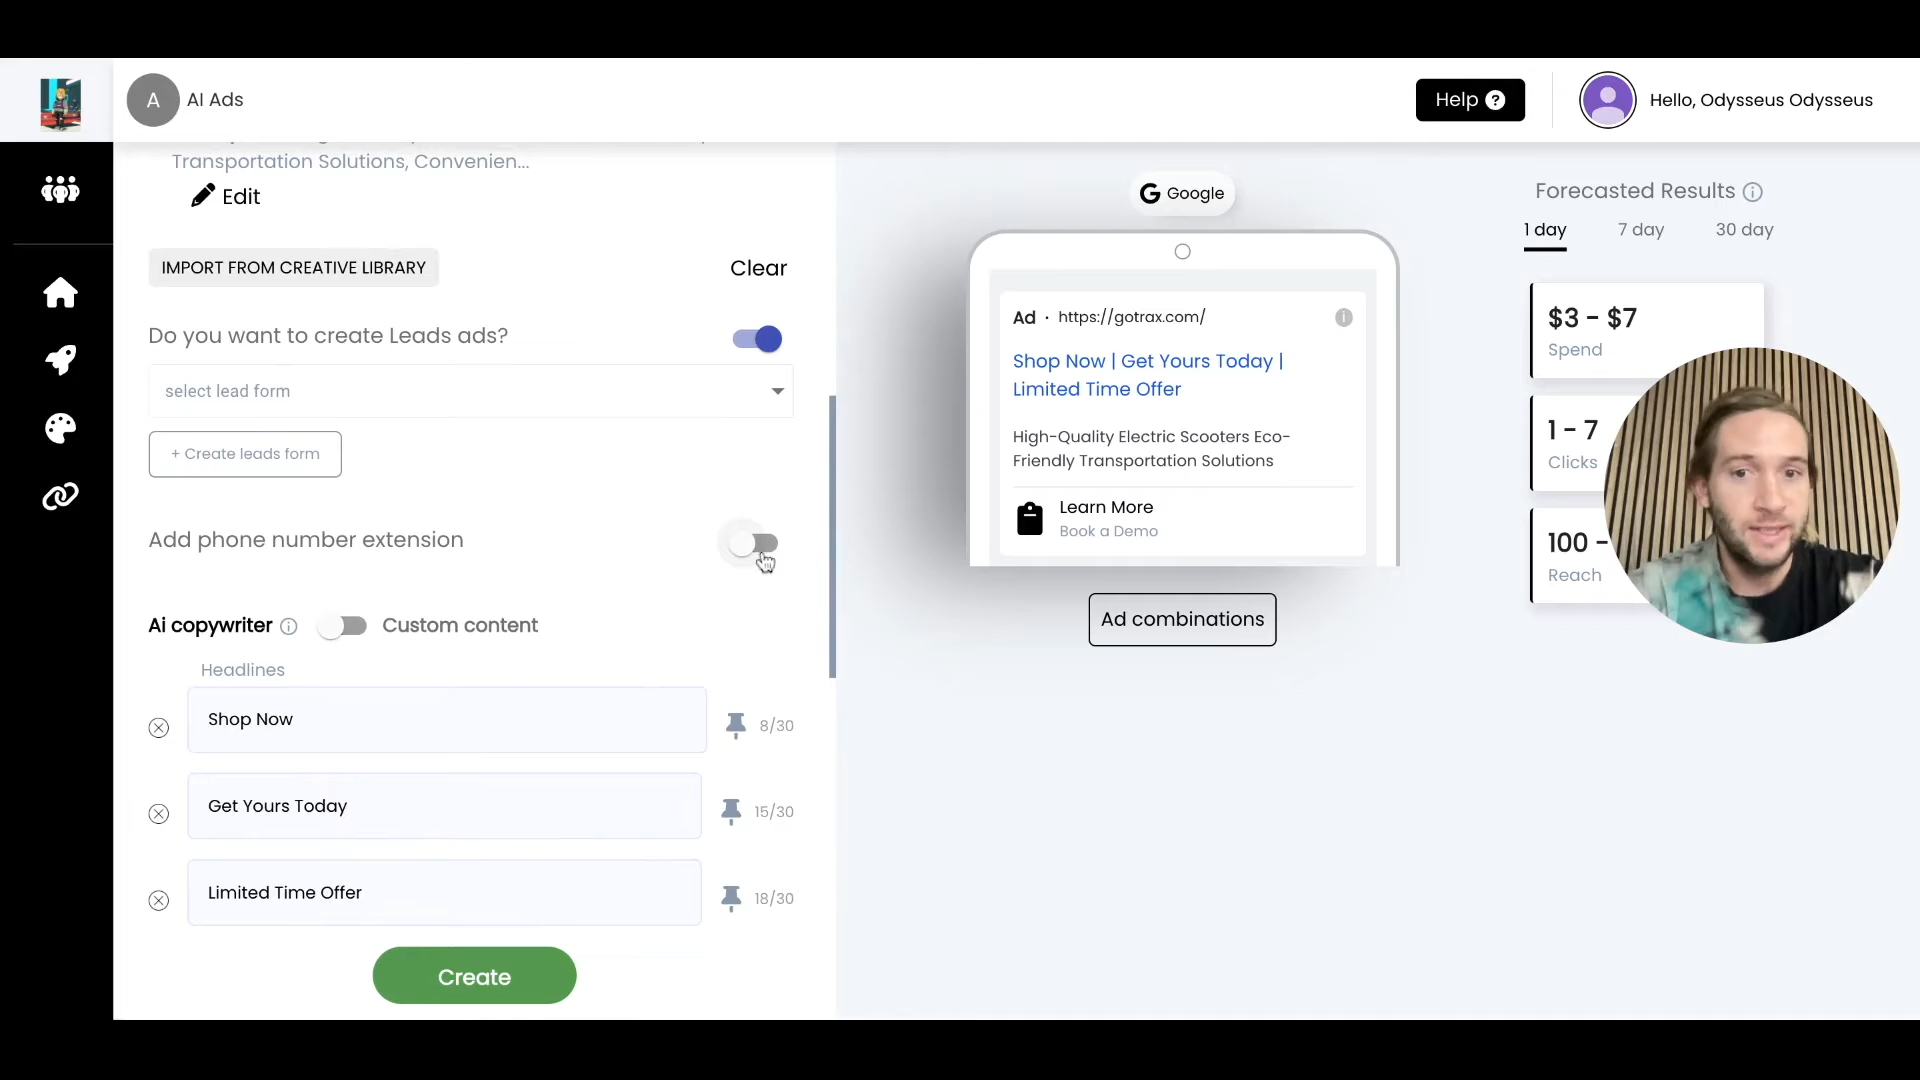 A
AI Ads
Help ?
Hello, Odysseus Odysseus
Transportation Solutions, Convenien...
Edit
IMPORT FROM CREATIVE LIBRARY
Clear
Do you want to create Leads ads?
select lead form
+ Create leads form
Add phone number extension
Ai copywriter
Custom content
Headlines
Shop Now
8/30
Get Yours Today
15/30
Limited Time Offer
18/30
Create
G Google
Ad · https://gotrax.com/
Shop Now | Get Yours Today |
Limited Time Offer
High-Quality Electric Scooters Eco-
Friendly Transportation Solutions
Learn More
Book a Demo
Ad combinations
Forecasted Results
1 day
7 day
30 day
$3 - $7
Spend
1 - 7
Clicks
100 -
Reach